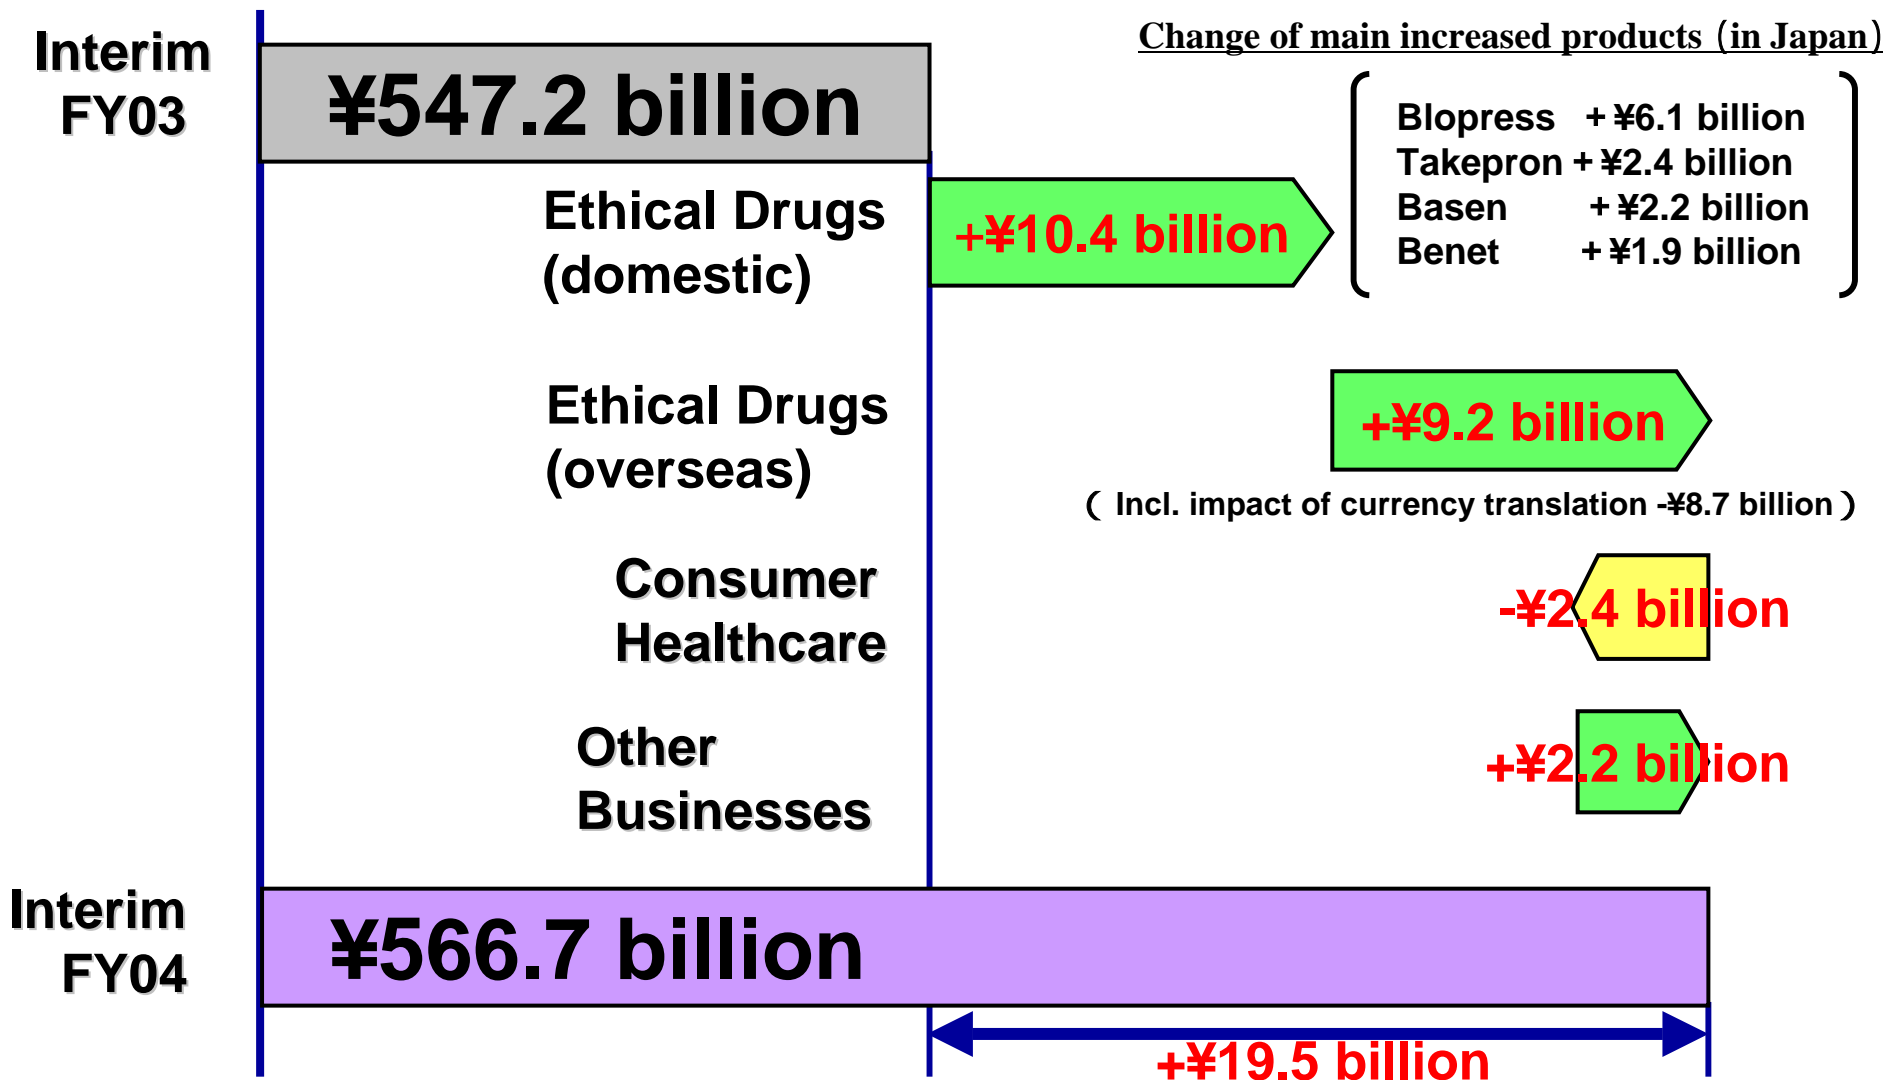 Interim
FY03
¥547.2 billion
Change of main increased products (in Japan)
Blopress +¥6.1 billion
Takepron +¥2.4 billion
Basen +¥2.2 billion
Benet +¥1.9 billion
Ethical Drugs
(domestic)
+¥10.4 billion
Ethical Drugs
(overseas)
+¥9.2 billion
( Incl. impact of currency translation -¥8.7 billion )
Consumer
Healthcare
-¥2.4 billion
Other
Businesses
+¥2.2 billion
Interim
FY04
¥566.7 billion
+¥19.5 billion